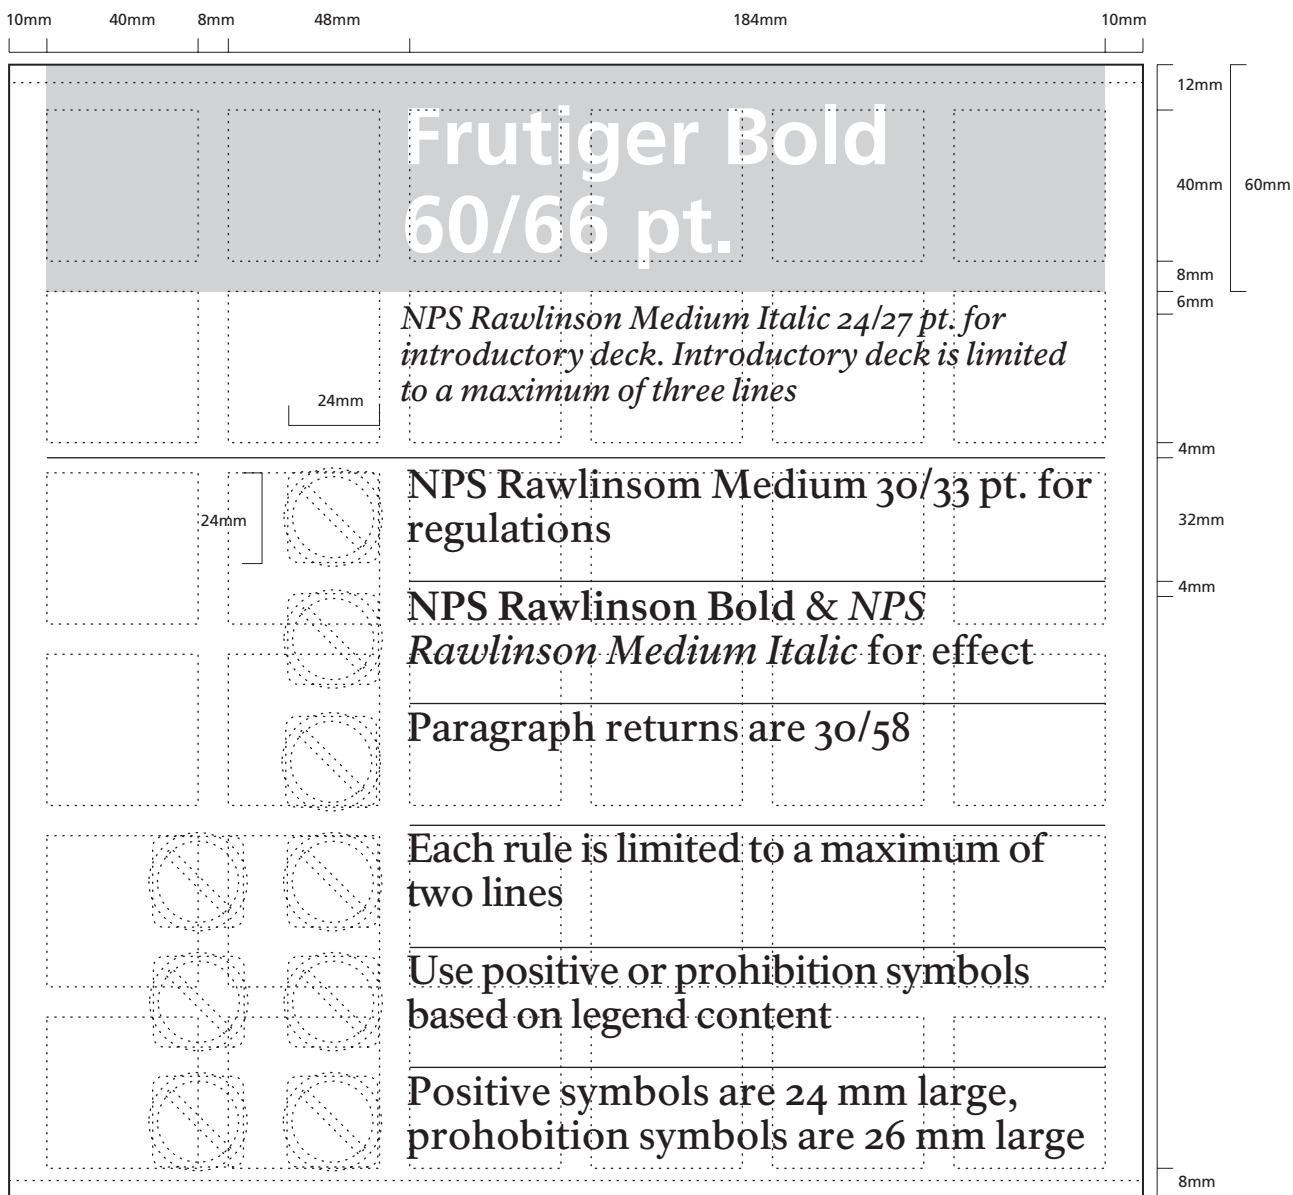 10mm 40mm 8mm 48mm 184mm 10mm
12mm
Frutiger Bold
40mm 60mm
60/66 pt.
8mm
6mm
NPS Rawlinson Medium Italic 24/27 pt. for
introductory deck. Introductory deck is limited
to a maximum of three lines
24mm
4mm
NPS Rawlinsom Medium 30/33 pt. for
regulations
24mm
32mm
4mm
NPS Rawlinson Bold & NPS
Rawlinson Medium Italic for effect
Paragraph returns are 30/58
Each rule is limited to a maximum of
two lines
Use positive or prohibition symbols
based on legend content
Positive symbols are 24 mm large,
prohobition symbols are 26 mm large
8mm